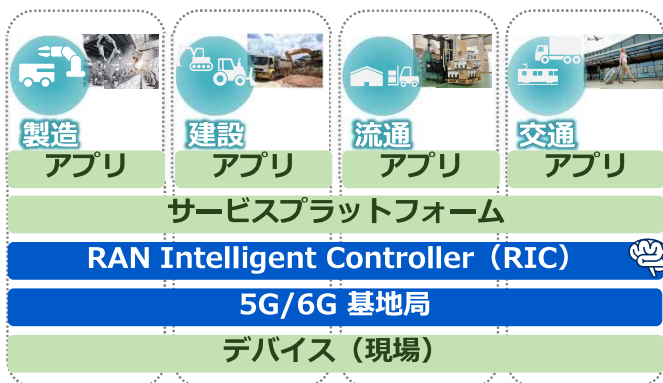 製造
建設
流通
交通
アプリ
アプリ
アプリ
アプリ
サービスプラットフォーム
RAN Intelligent Controller（RIC）
5G/6G 基地局
デバイス（現場）